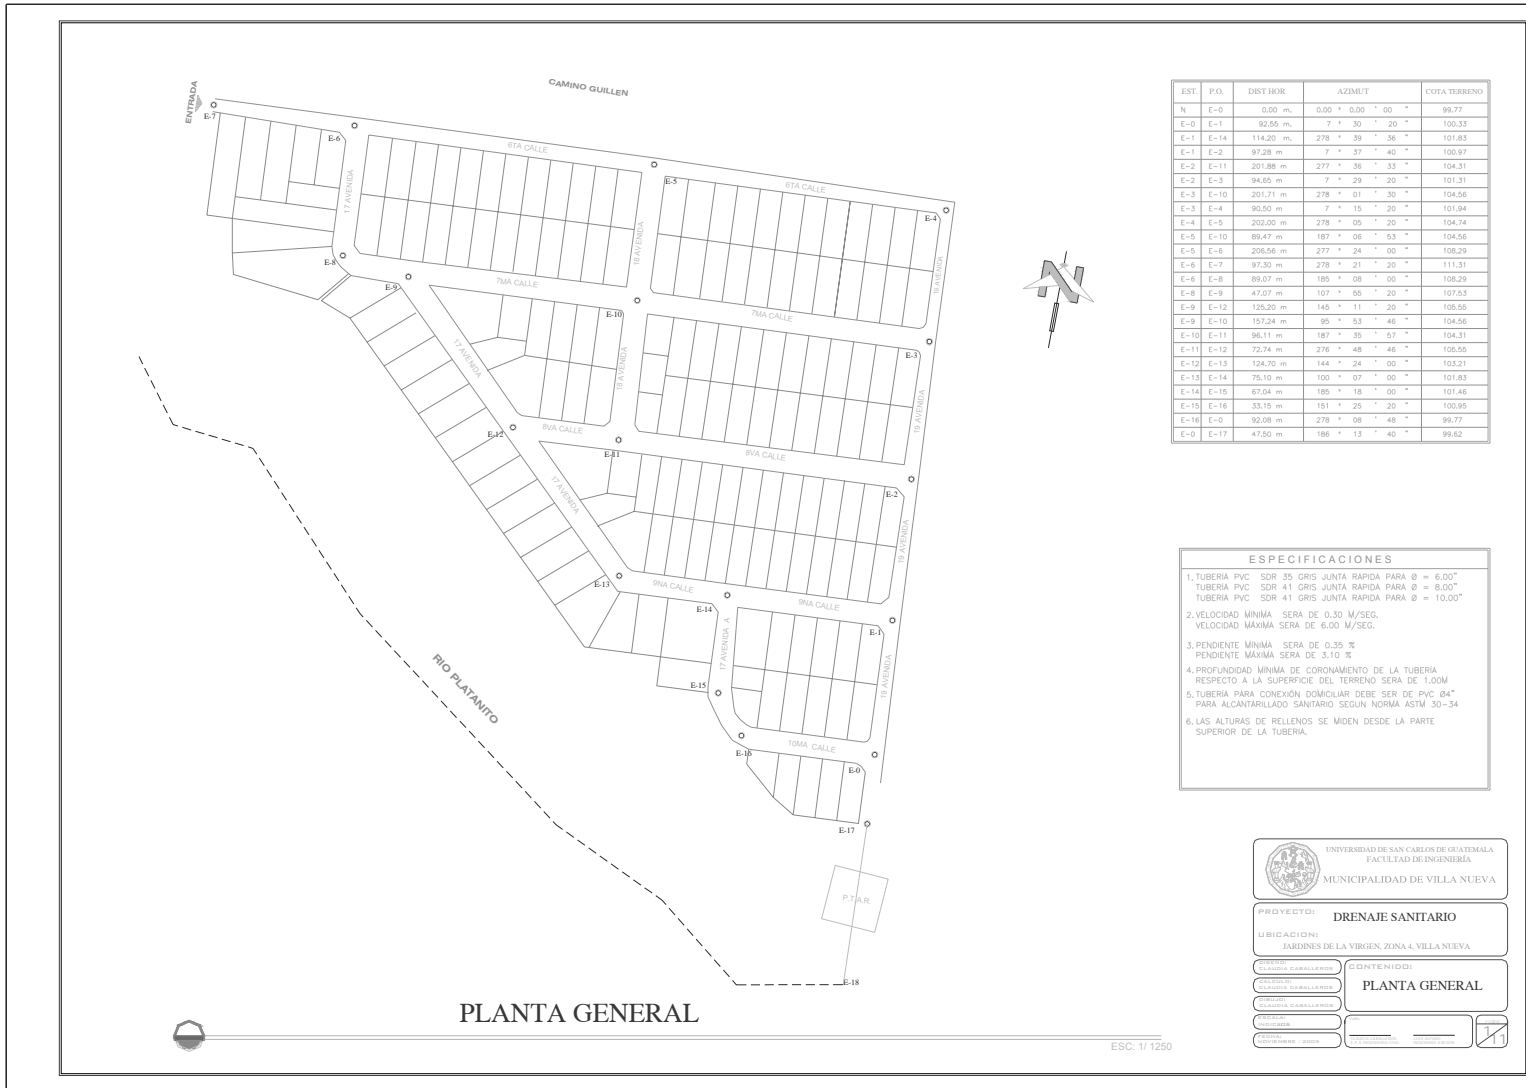 CAMINO GUILLEN
ENTRADA
E-7
E-6
6TA CALLE
E-5
6TA CALLE
E-4
17 AVENIDA
18 AVENIDA
19 AVENIDA
E-8
E-9
7MA CALLE
E-10
7MA CALLE
E-3
17 AVENIDA
18 AVENIDA
19 AVENIDA
E-12
8VA CALLE
E-11
8VA CALLE
E-2
17 AVENIDA
19 AVENIDA
E-13
9NA CALLE
E-14
9NA CALLE
E-1
17 AVENIDA A
19 AVENIDA
RIO PLATANITO
E-15
E-16
10MA CALLE
E-0
E-17
P.T.A.R.
E-18
PLANTA GENERAL
ESC: 1/ 1250
EST. P.O. DIST HOR AZIMUT COTA TERRENO
N E-0 0.00 m. 0.00 ° 0.00 ' 00 " 99.77
E-0 E-1 92.55 m. 7 ° 30 ' 20 " 100.33
E-1 E-14 114.20 m. 278 ° 39 ' 36 " 101.83
E-1 E-2 97.28 m 7 ° 37 ' 40 " 100.97
E-2 E-11 201.88 m 277 ° 36 ' 33 " 104.31
E-2 E-3 94.65 m 7 ° 29 ' 20 " 101.31
E-3 E-10 201.71 m 278 ° 01 ' 30 " 104.56
E-3 E-4 90.50 m 7 ° 15 ' 20 " 101.94
E-4 E-5 202.00 m 278 ° 05 ' 20 " 104.74
E-5 E-10 89.47 m 187 ° 06 ' 53 " 104.56
E-5 E-6 206.56 m 277 ° 24 ' 00 " 108.29
E-6 E-7 97.30 m 278 ° 21 ' 20 " 111.31
E-6 E-8 89.07 m 185 ° 08 ' 00 " 108.29
E-8 E-9 47.07 m 107 ° 55 ' 20 " 107.53
E-9 E-12 125.20 m 145 ° 11 ' 20 " 105.55
E-9 E-10 157.24 m 95 ° 53 ' 46 " 104.56
E-10 E-11 96.11 m 187 ° 35 ' 57 " 104.31
E-11 E-12 72.74 m 276 ° 48 ' 46 " 105.55
E-12 E-13 124.70 m 144 ° 24 ' 00 " 103.21
E-13 E-14 75.10 m 100 ° 07 ' 00 " 101.83
E-14 E-15 67.04 m 185 ° 18 ' 00 " 101.46
E-15 E-16 33.15 m 151 ° 25 ' 20 " 100.95
E-16 E-0 92.08 m 278 08 ' 48 " 99.77
E-0 E-17 47.50 m 186 ° 13 ' 40 " 99.62
ESPECIFICACIONES
1. TUBERÍA PVC SDR 35 GRIS JUNTA RAPIDA PARA Ø = 6.00"
TUBERIA PVC SDR 41 GRIS JUNTA RAPIDA PARA Ø = 8.00"
TUBERIA PVC SDR 41 GRIS JUNTA RAPIDA PARA Ø = 10.00"
2. VELOCIDAD MÍNIMA SERA DE 0.30 M/SEG.
VELOCIDAD MÁXIMA SERA DE 6.00 M/SEG.
3. PENDIENTE MÍNIMA SERA DE 0.35 %
PENDIENTE MÁXIMA SERA DE 3.10 %
4. PROFUNDIDAD MÍNIMA DE CORONAMIENTO DE LA TUBERÍA
RESPECTO A LA SUPERFICIE DEL TERRENO SERA DE 1.00M
5. TUBERÍA PARA CONEXIÓN DOMICILIAR DEBE SER DE PVC Ø4"
PARA ALCANTARILLADO SANITARIO SEGUN NORMA ASTM 30-34
6. LAS ALTURAS DE RELLENOS SE MIDEN DESDE LA PARTE
SUPERIOR DE LA TUBERÍA.
UNIVERSIDAD DE SAN CARLOS DE GUATEMALA
FACULTAD DE INGENIERÍA
MUNICIPALIDAD DE VILLA NUEVA
PROYECTO: DRENAJE SANITARIO
UBICACION:
JARDINES DE LA VIRGEN, ZONA 4, VILLA NUEVA
DISEÑO:
CLAUDIA CABALLEROS
CALCULO:
CLAUDIA CABALLEROS
DIBUJO:
CLAUDIA CABALLEROS
ESCALA:
INDICADA
FECHA:
NOVIEMBRE / 2009
CONTENIDO:
PLANTA GENERAL
1/11